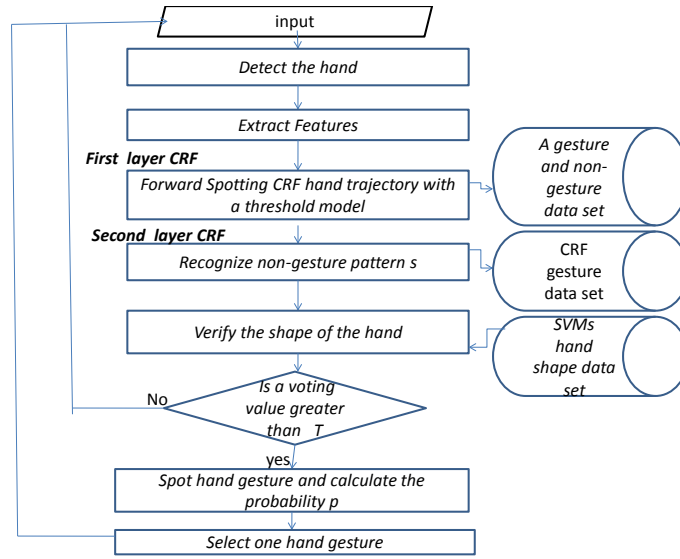 input
Detect the hand
Extract Features
First layer CRF
Forward Spotting CRF hand trajectory with
a threshold model
A gesture
and non-
gesture
data set
Second layer CRF
Recognize non-gesture pattern s
CRF
gesture
data set
Verify the shape of the hand
SVMs
hand
shape data
set
Is a voting
value greater
than T
No
yes
Spot hand gesture and calculate the
probability p
Select one hand gesture